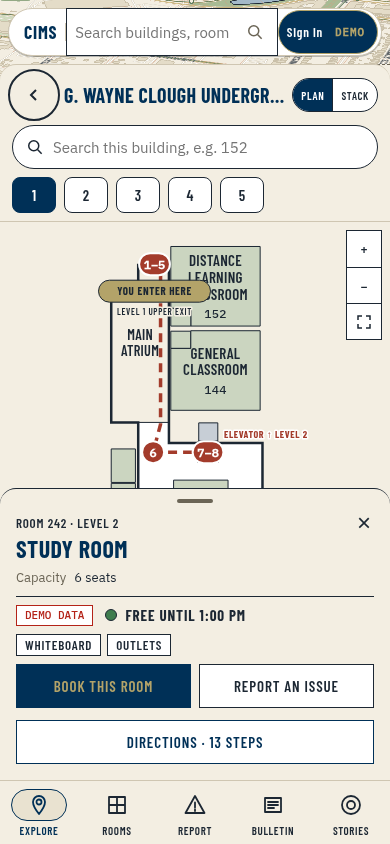 CIMS
Search buildings, room
Sign In DEMO
G. WAYNE CLOUGH UNDERGR...
PLAN STACK
Search this building, e.g. 152
1 2 3 4 5
+
−
1–5
DISTANCE
LEARNING
152
YOU ENTER HERE
LEVEL 1 UPPER EXIT
MAIN
ATRIUM
GENERAL
CLASSROOM
144
ELEVATOR ↑ LEVEL 2
6
7–8
ROOM 242 · LEVEL 2
STUDY ROOM
Capacity 6 seats
DEMO DATA FREE UNTIL 1:00 PM
WHITEBOARD OUTLETS
BOOK THIS ROOM REPORT AN ISSUE
DIRECTIONS · 13 STEPS
EXPLORE ROOMS REPORT BULLETIN STORIES